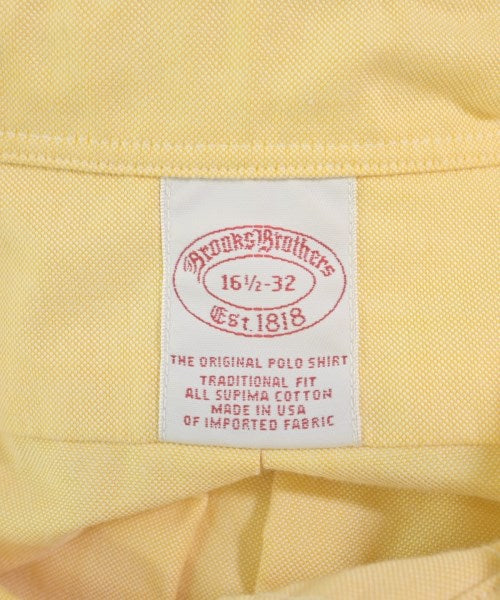 Brooks Brothers
16½-32
Est. 1818
THE ORIGINAL POLO SHIRT
TRADITIONAL FIT
ALL SUPIMA COTTON
MADE IN USA
OF IMPORTED FABRIC